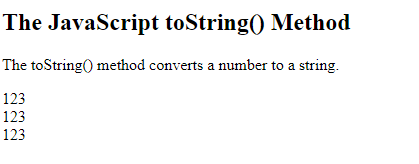 The JavaScript toString() Method
The toString() method converts a number to a string.
123
123
123